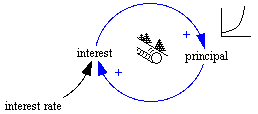 +
interest
principal
+
interest rate